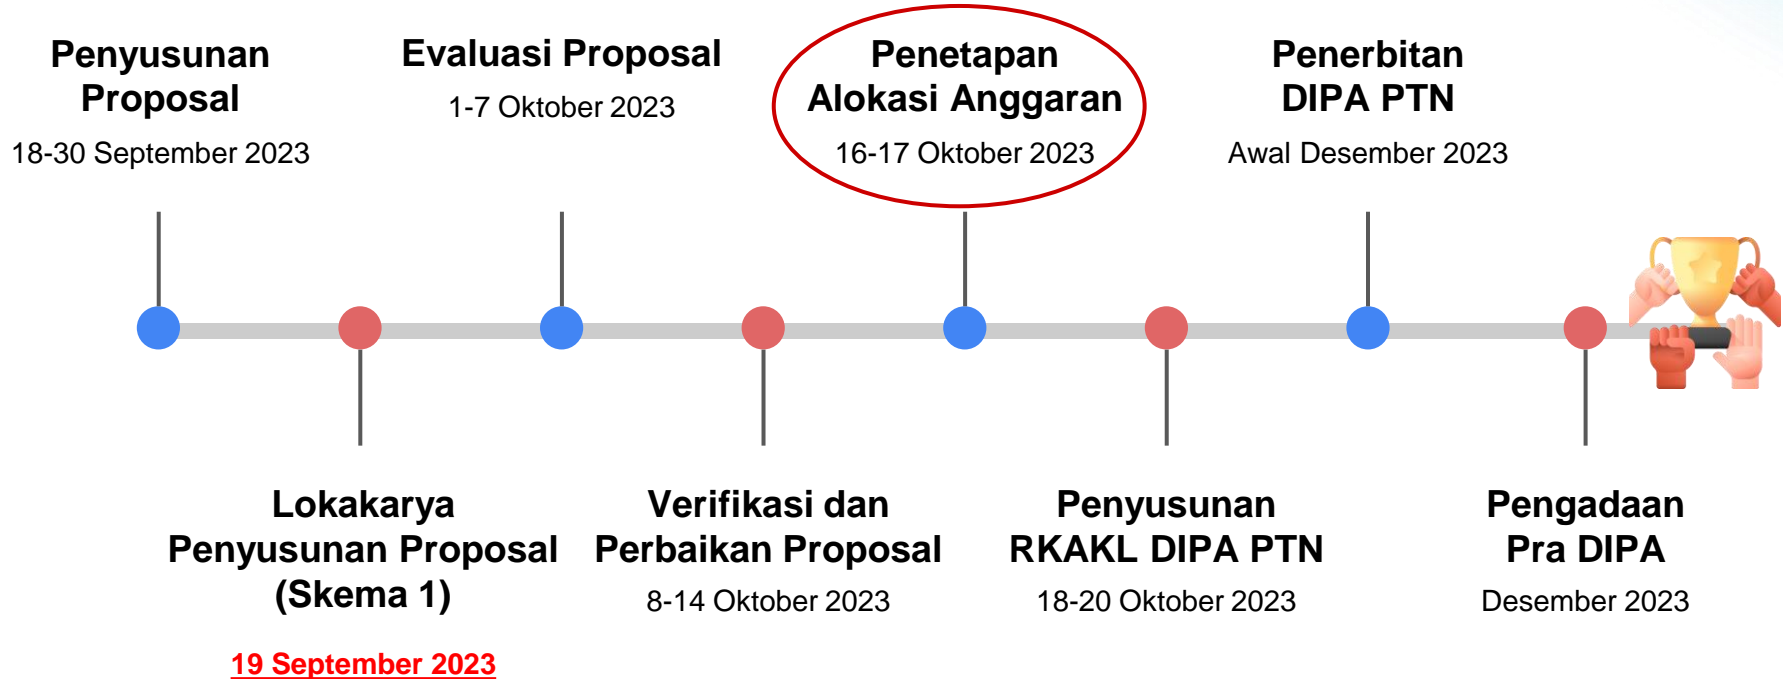 Penyusunan
Proposal
18-30 September 2023
Evaluasi Proposal
1-7 Oktober 2023
Penetapan
Alokasi Anggaran
16-17 Oktober 2023
Penerbitan
DIPA PTN
Awal Desember 2023
Lokakarya
Penyusunan Proposal
(Skema 1)
19 September 2023
Verifikasi dan
Perbaikan Proposal
8-14 Oktober 2023
Penyusunan
RKAKL DIPA PTN
18-20 Oktober 2023
Pengadaan
Pra DIPA
Desember 2023